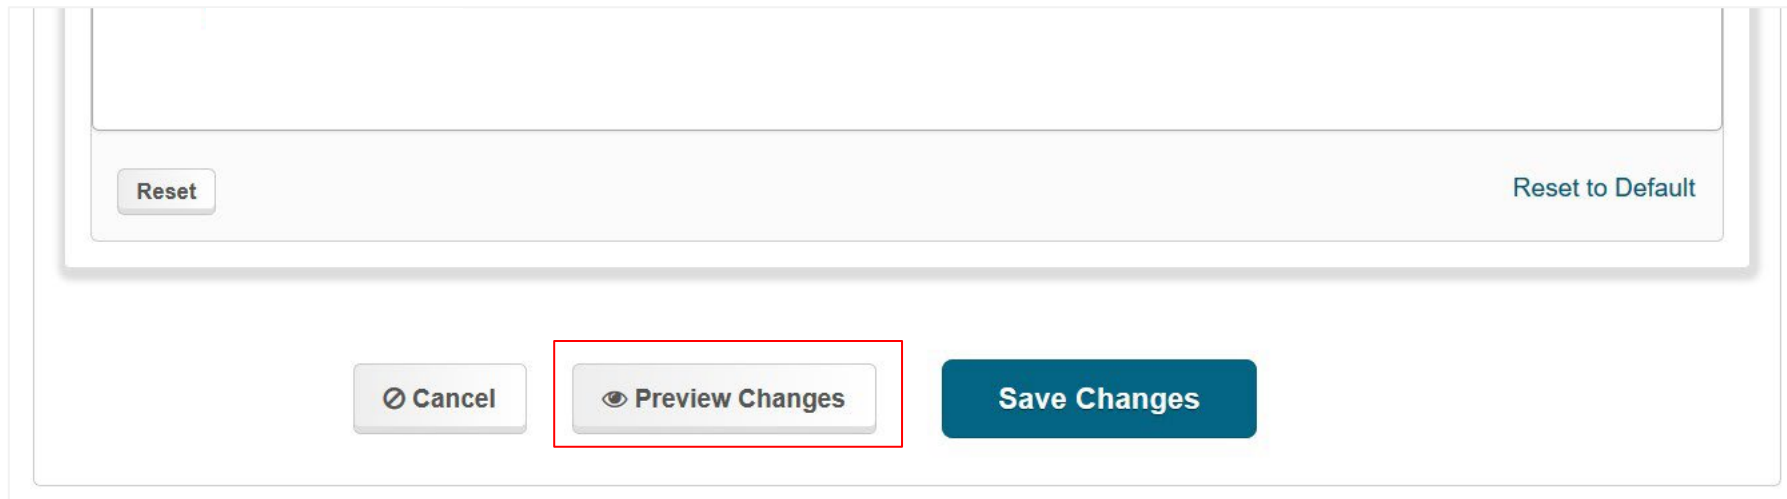 Reset
Reset to Default
Cancel
Preview Changes
Save Changes